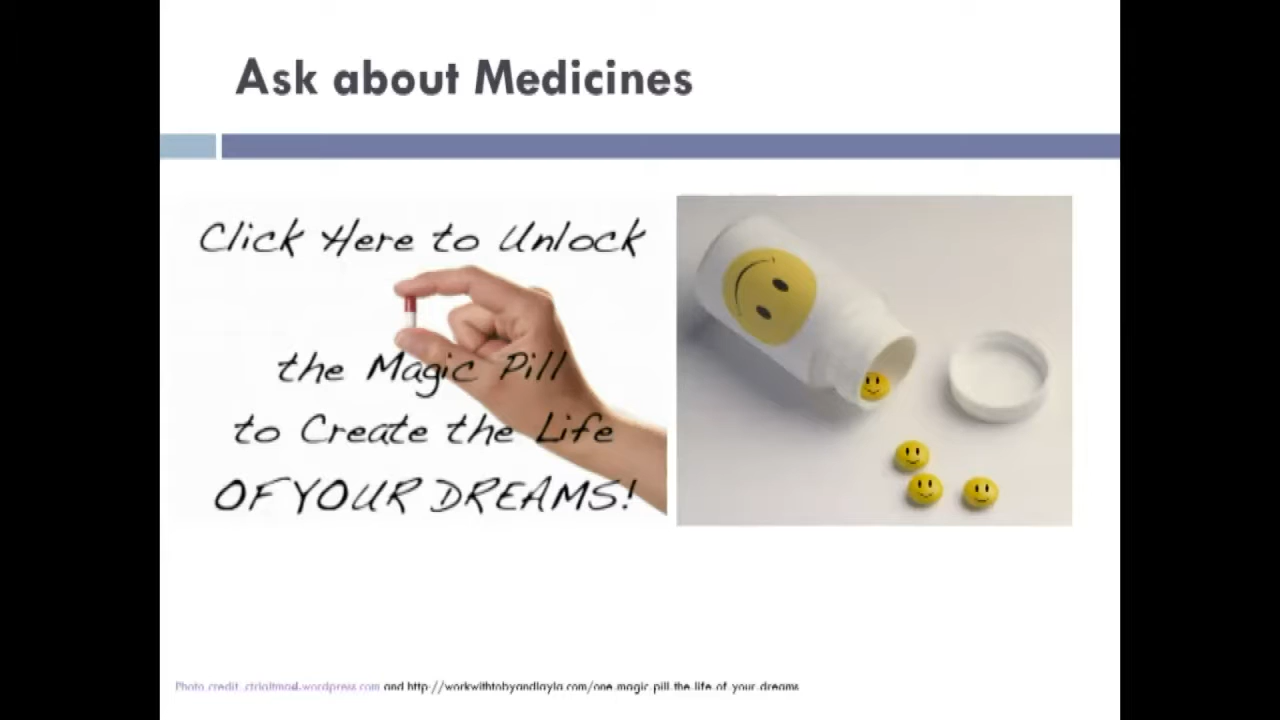 Ask about Medicines
Click Here to Unlock
the Magic Pill
to Create the Life
OF YOUR DREAMS!
Photo credit: ctrlaltmad.wordpress.com and http://workwithtobyandlayla.com/one-magic-pill-the-life-of-your-dreams